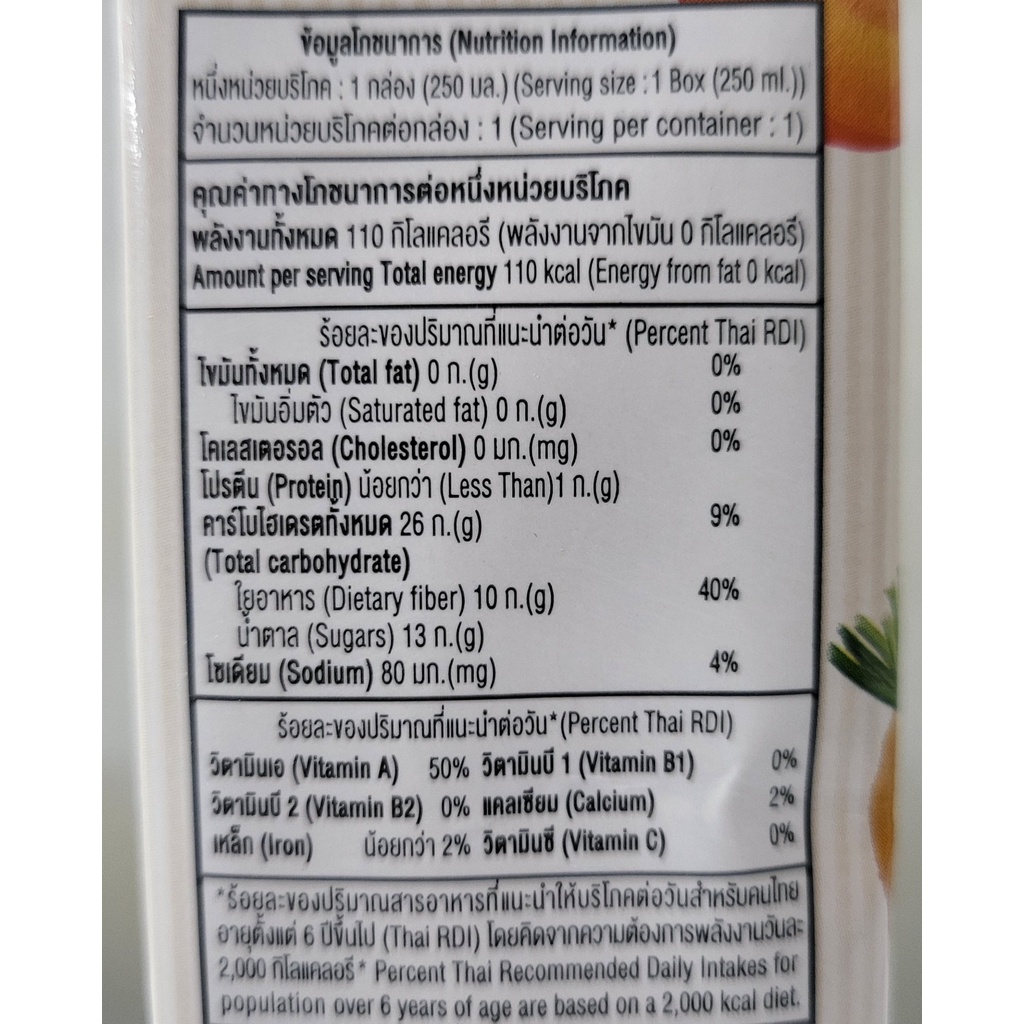 ข้อมูลโภชนาการ (Nutrition Information)
หนึ่งหน่วยบริโภค : 1 กล่อง (250 มล.) (Serving size : 1 Box (250 ml.))
จำนวนหน่วยบริโภคต่อกล่อง : 1 (Serving per container : 1)
คุณค่าทางโภชนาการต่อหนึ่งหน่วยบริโภค
พลังงานทั้งหมด 110 กิโลแคลอรี (พลังงานจากไขมัน 0 กิโลแคลอรี)
Amount per serving Total energy 110 kcal (Energy from fat 0 kcal)
ร้อยละของปริมาณที่แนะนำต่อวัน* (Percent Thai RDI)
ไขมันทั้งหมด (Total fat) 0 ก.(g) 0%
ไขมันอิ่มตัว (Saturated fat) 0 ก.(g) 0%
โคเลสเตอรอล (Cholesterol) 0 มก.(mg) 0%
โปรตีน (Protein) น้อยกว่า (Less Than)1 ก.(g)
คาร์โบไฮเดรตทั้งหมด 26 ก.(g) 9%
(Total carbohydrate)
ใยอาหาร (Dietary fiber) 10 ก.(g) 40%
น้ำตาล (Sugars) 13 ก.(g)
โซเดียม (Sodium) 80 มก.(mg) 4%
ร้อยละของปริมาณที่แนะนำต่อวัน* (Percent Thai RDI)
วิตามินเอ (Vitamin A) 50% วิตามินบี 1 (Vitamin B1) 0%
วิตามินบี 2 (Vitamin B2) 0% แคลเซียม (Calcium) 2%
เหล็ก (Iron) น้อยกว่า 2% วิตามินซี (Vitamin C) 0%
*ร้อยละของปริมาณสารอาหารที่แนะนำให้บริโภคต่อวันสำหรับคนไทย
อายุตั้งแต่ 6 ปีขึ้นไป (Thai RDI) โดยคิดจากความต้องการพลังงานวันละ
2,000 กิโลแคลอรี* Percent Thai Recommended Daily Intakes for
population over 6 years of age are based on a 2,000 kcal diet.